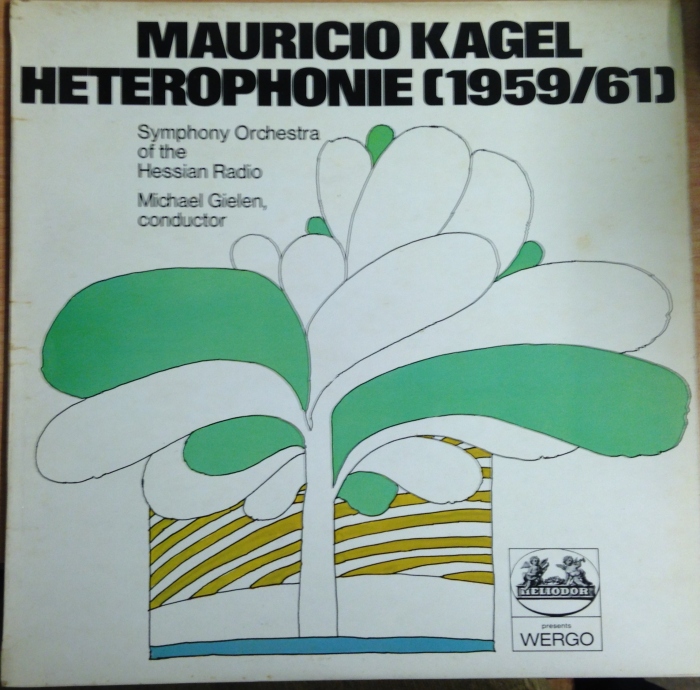 MAURICIO KAGEL
HETEROPHONIE (1959/61)
Symphony Orchestra
of the
Hessian Radio
Michael Gielen,
conductor
HELIODOR
presents
WERGO